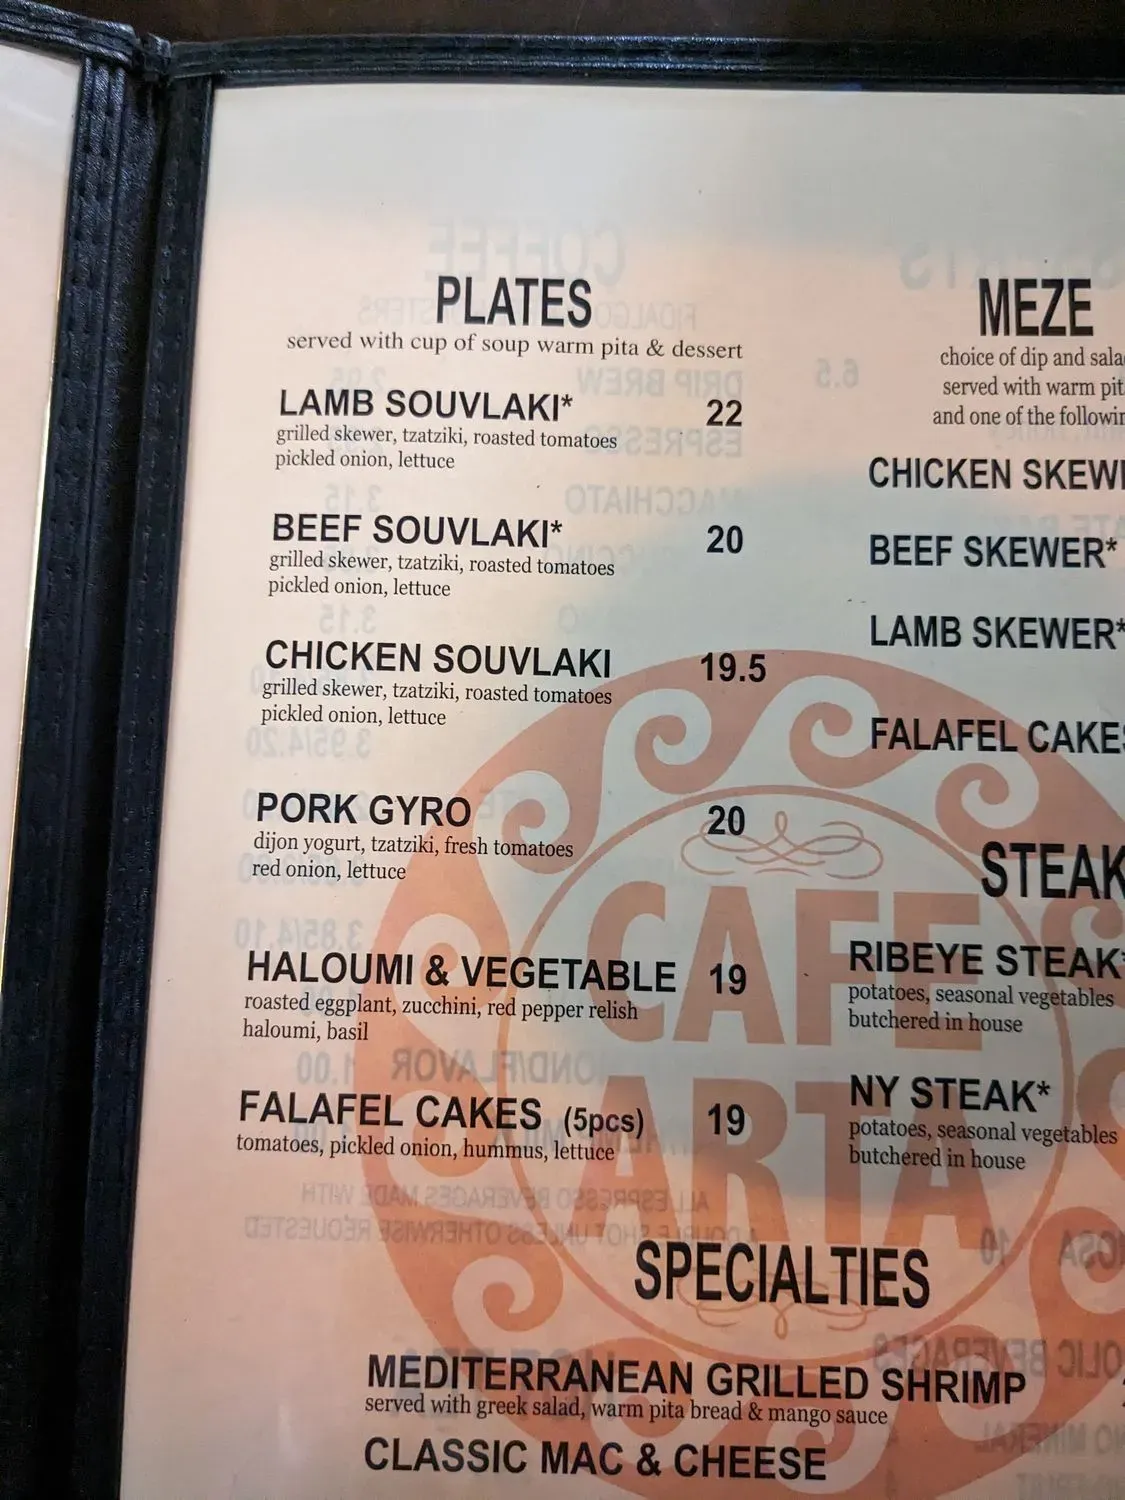 PLATES
served with cup of soup warm pita & dessert
LAMB SOUVLAKI* 22
grilled skewer, tzatziki, roasted tomatoes
pickled onion, lettuce
BEEF SOUVLAKI* 20
grilled skewer, tzatziki, roasted tomatoes
pickled onion, lettuce
CHICKEN SOUVLAKI 19.5
grilled skewer, tzatziki, roasted tomatoes
pickled onion, lettuce
PORK GYRO 20
dijon yogurt, tzatziki, fresh tomatoes
red onion, lettuce
HALOUMI & VEGETABLE 19
roasted eggplant, zucchini, red pepper relish
haloumi, basil
FALAFEL CAKES (5pcs) 19
tomatoes, pickled onion, hummus, lettuce
MEZE
choice of dip and sala
served with warm pit
and one of the followin
CHICKEN SKEW
BEEF SKEWER*
LAMB SKEWER*
FALAFEL CAKE
STEAK
RIBEYE STEAK*
potatoes, seasonal vegetables
butchered in house
NY STEAK*
potatoes, seasonal vegetables
butchered in house
CAFE
ARTA
SPECIALTIES
MEDITERRANEAN GRILLED SHRIMP
served with greek salad, warm pita bread & mango sauce
CLASSIC MAC & CHEESE